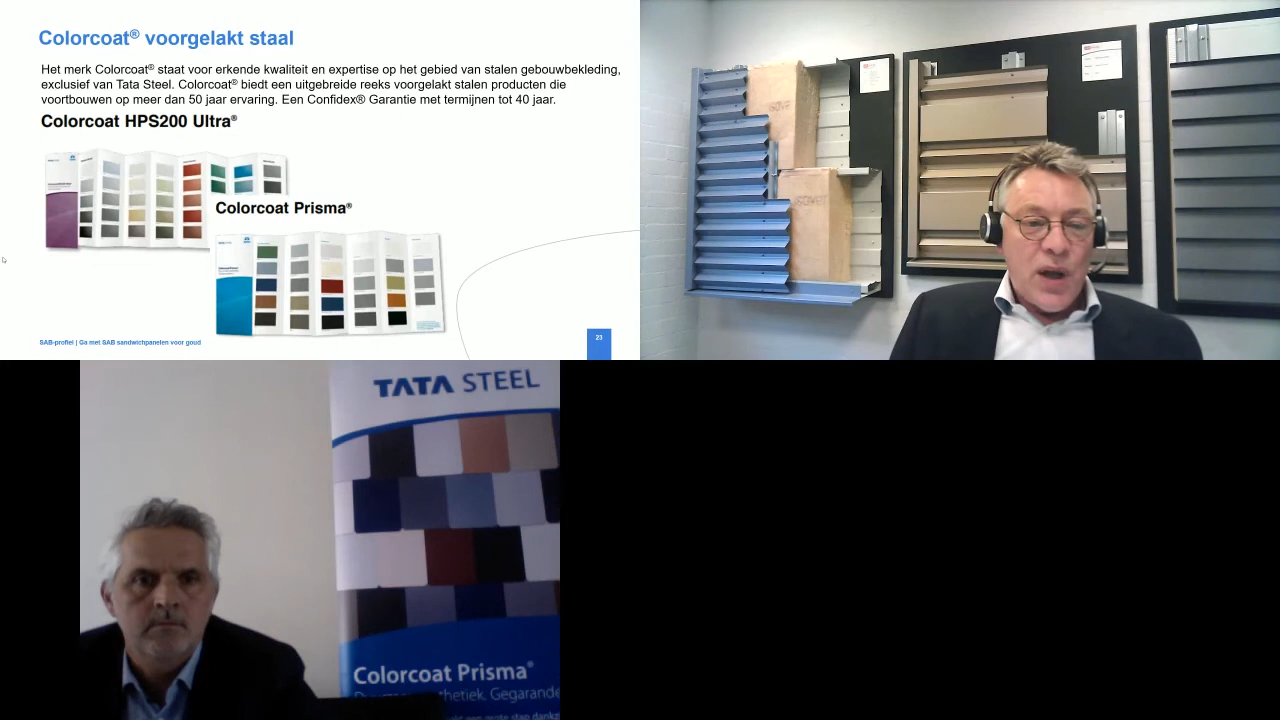 Colorcoat® voorgelakt staal
Het merk Colorcoat® staat voor erkende kwaliteit en expertise op het gebied van stalen gebouwbekleding,
exclusief van Tata Steel. Colorcoat® biedt een uitgebreide reeks voorgelakt stalen producten die
voortbouwen op meer dan 50 jaar ervaring. Een Confidex® Garantie met termijnen tot 40 jaar.
Colorcoat HPS200 Ultra®
Colorcoat Prisma®
SAB-profiel | Ga met SAB sandwichpanelen voor goud
23
TATA STEEL
Colorcoat Prisma®
Gegarande